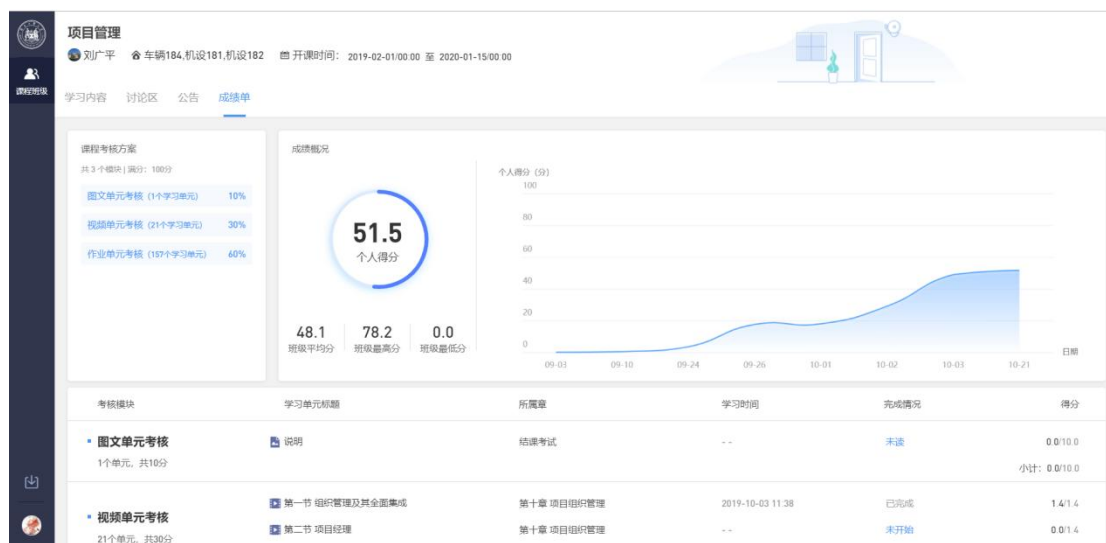 项目管理
刘广平 车辆184,机设181,机设182 开课时间： 2019-02-01/00:00 至 2020-01-15/00:00
课程班级
学习内容 讨论区 公告 成绩单
课程考核方案
共 3 个模块 | 满分：100分
图文单元考核 (1个学习单元) 10%
视频单元考核 (21个学习单元) 30%
作业单元考核 (157个学习单元) 60%
成绩概况
51.5
个人得分
48.1 78.2 0.0
班级平均分 班级最高分 班级最低分
个人得分（分）
100
80
60
40
20
0
日期
09-03 09-10 09-24 09-26 10-01 10-02 10-03 10-21
考核模块 学习单元标题 所属章 学习时间 完成情况 得分
图文单元考核 说明 结课考试 - - 未读 0.0/10.0
1个单元，共10分 小计：0.0/10.0
第一节 组织管理及其全面集成 第十章 项目组织管理 2019-10-03 11:38 已完成 1.4/1.4
视频单元考核
第二节 项目经理 第十章 项目组织管理 - - 未开始 0.0/1.4
21个单元，共30分